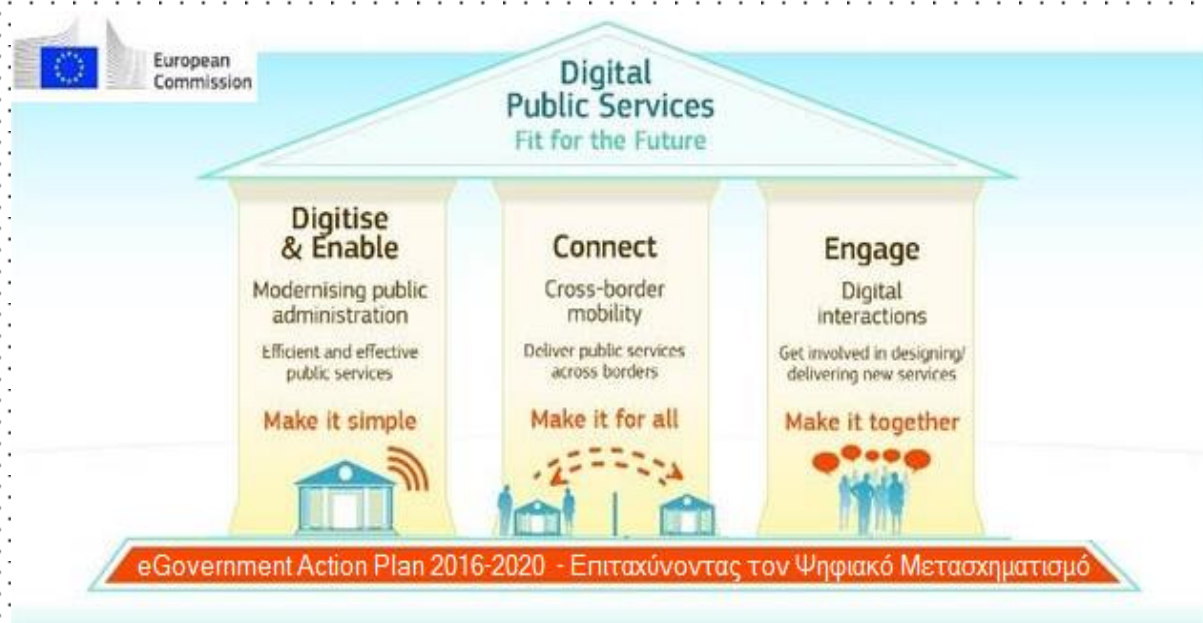 European
Commission
Digital
Public Services
Fit for the Future
Digitise
& Enable
Modernising public
administration
Efficient and effective
public services
Make it simple
Connect
Cross-border
mobility
Deliver public services
across borders
Make it for all
Engage
Digital
interactions
Get involved in designing/
delivering new services
Make it together
eGovernment Action Plan 2016-2020 - Επιταχύνοντας τον Ψηφιακό Μετασχηματισμό